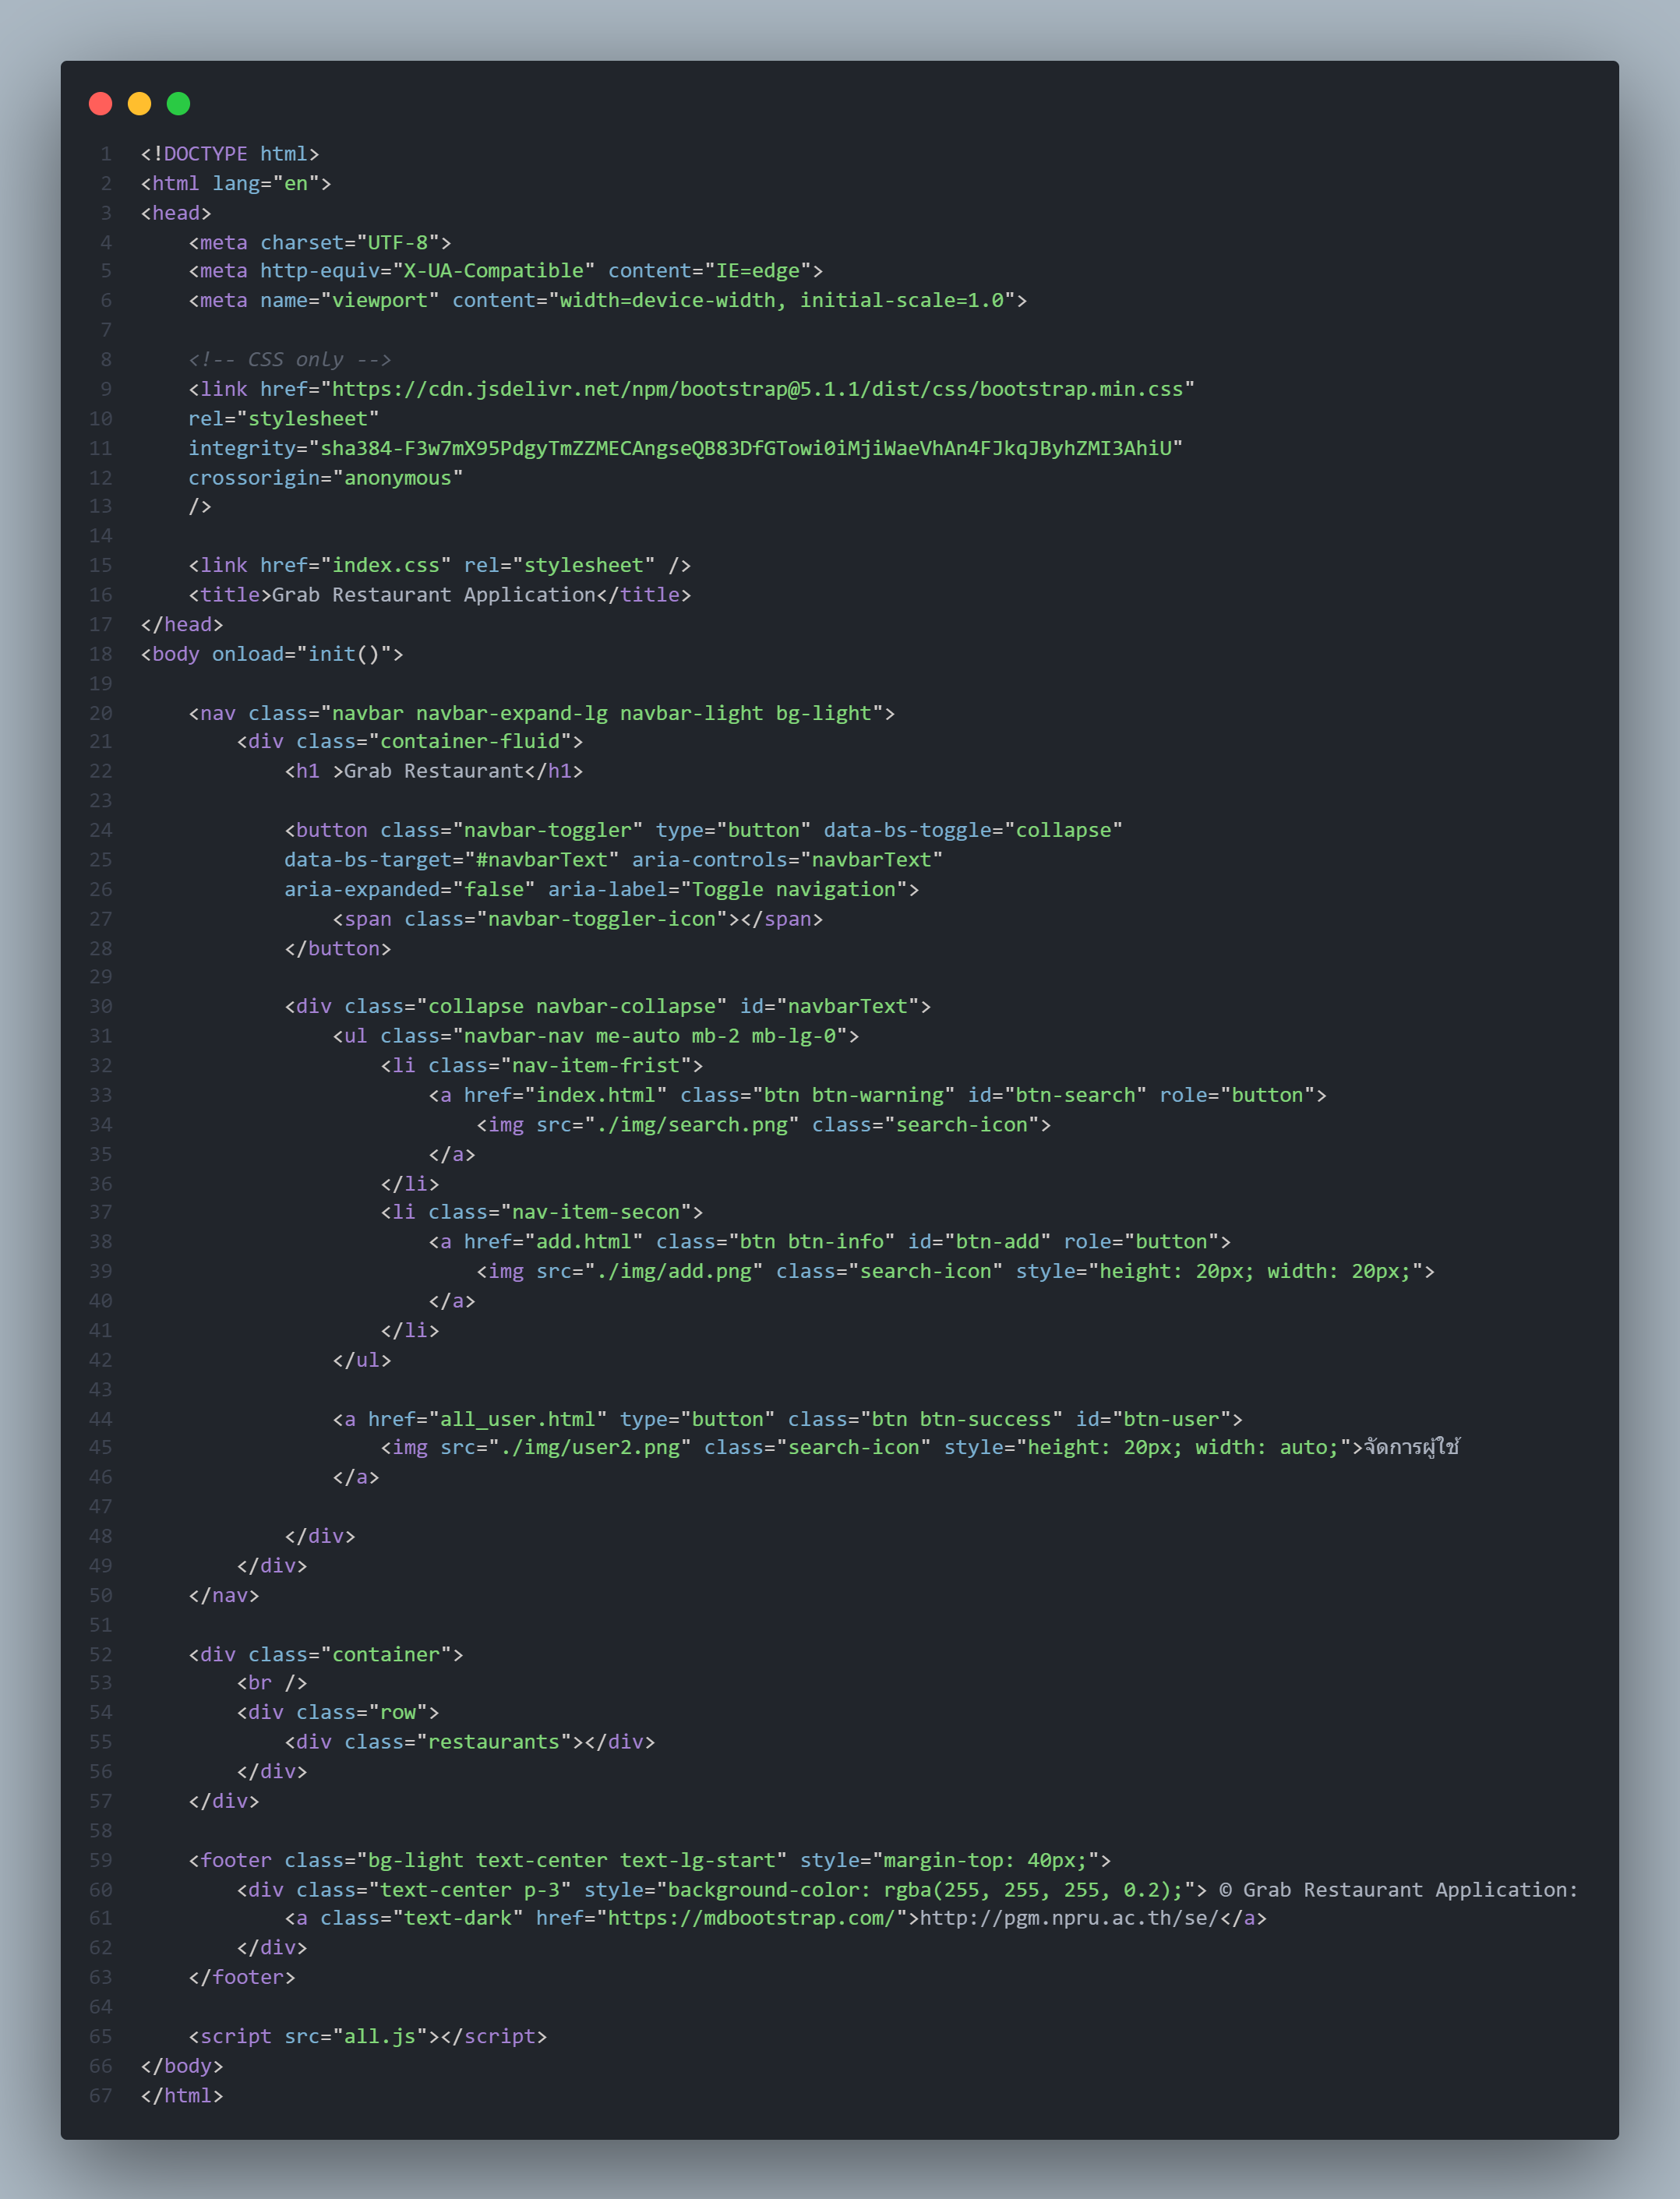 1 <!DOCTYPE html>
2 <html lang="en">
3 <head>
4     <meta charset="UTF-8">
5     <meta http-equiv="X-UA-Compatible" content="IE=edge">
6     <meta name="viewport" content="width=device-width, initial-scale=1.0">
7
8     <!-- CSS only -->
9     <link href="https://cdn.jsdelivr.net/npm/bootstrap@5.1.1/dist/css/bootstrap.min.css"
10     rel="stylesheet"
11     integrity="sha384-F3w7mX95PdgyTmZZMECAngseQB83DfGTowi0iMjiWaeVhAn4FJkqJByhZMI3AhiU"
12     crossorigin="anonymous"
13     />
14
15     <link href="index.css" rel="stylesheet" />
16     <title>Grab Restaurant Application</title>
17 </head>
18 <body onload="init()">
19
20     <nav class="navbar navbar-expand-lg navbar-light bg-light">
21         <div class="container-fluid">
22             <h1 >Grab Restaurant</h1>
23
24             <button class="navbar-toggler" type="button" data-bs-toggle="collapse"
25             data-bs-target="#navbarText" aria-controls="navbarText"
26             aria-expanded="false" aria-label="Toggle navigation">
27                 <span class="navbar-toggler-icon"></span>
28             </button>
29
30             <div class="collapse navbar-collapse" id="navbarText">
31                 <ul class="navbar-nav me-auto mb-2 mb-lg-0">
32                     <li class="nav-item-frist">
33                         <a href="index.html" class="btn btn-warning" id="btn-search" role="button">
34                             <img src="./img/search.png" class="search-icon">
35                         </a>
36                     </li>
37                     <li class="nav-item-secon">
38                         <a href="add.html" class="btn btn-info" id="btn-add" role="button">
39                             <img src="./img/add.png" class="search-icon" style="height: 20px; width: 20px;">
40                         </a>
41                     </li>
42                 </ul>
43
44                 <a href="all_user.html" type="button" class="btn btn-success" id="btn-user">
45                     <img src="./img/user2.png" class="search-icon" style="height: 20px; width: auto;">จัดการผู้ใช้
46                 </a>
47
48             </div>
49         </div>
50     </nav>
51
52     <div class="container">
53         <br />
54         <div class="row">
55             <div class="restaurants"></div>
56         </div>
57     </div>
58
59     <footer class="bg-light text-center text-lg-start" style="margin-top: 40px;">
60         <div class="text-center p-3" style="background-color: rgba(255, 255, 255, 0.2);"> © Grab Restaurant Application:
61             <a class="text-dark" href="https://mdbootstrap.com/">http://pgm.npru.ac.th/se/</a>
62         </div>
63     </footer>
64
65     <script src="all.js"></script>
66 </body>
67 </html>